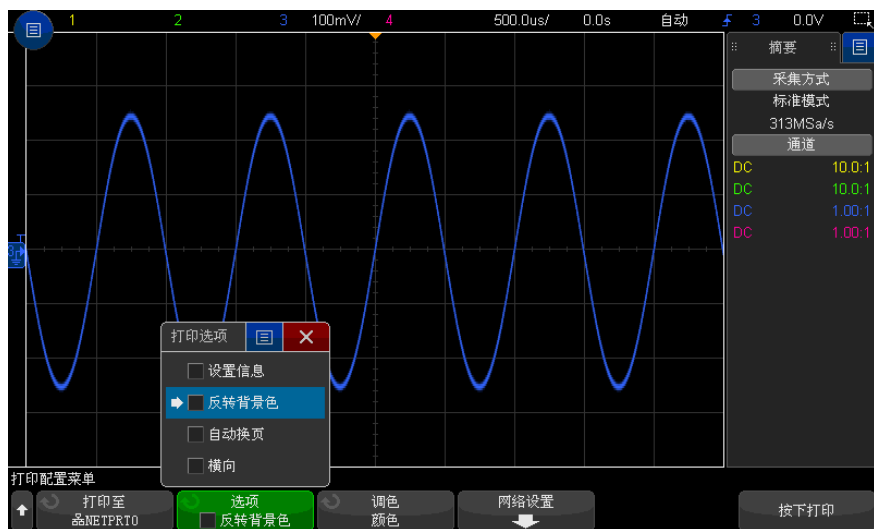 1 2 3 100mV/ 4 500.0us/ 0.0s 自动 3 0.0V
摘要
采集方式
标准模式
313MSa/s
通道
DC 10.0:1
DC 10.0:1
DC 1.00:1
DC 1.00:1
打印选项
设置信息
反转背景色
自动换页
横向
打印配置菜单
打印至 选项 调色 网络设置 按下打印
NETPRT0 反转背景色 颜色